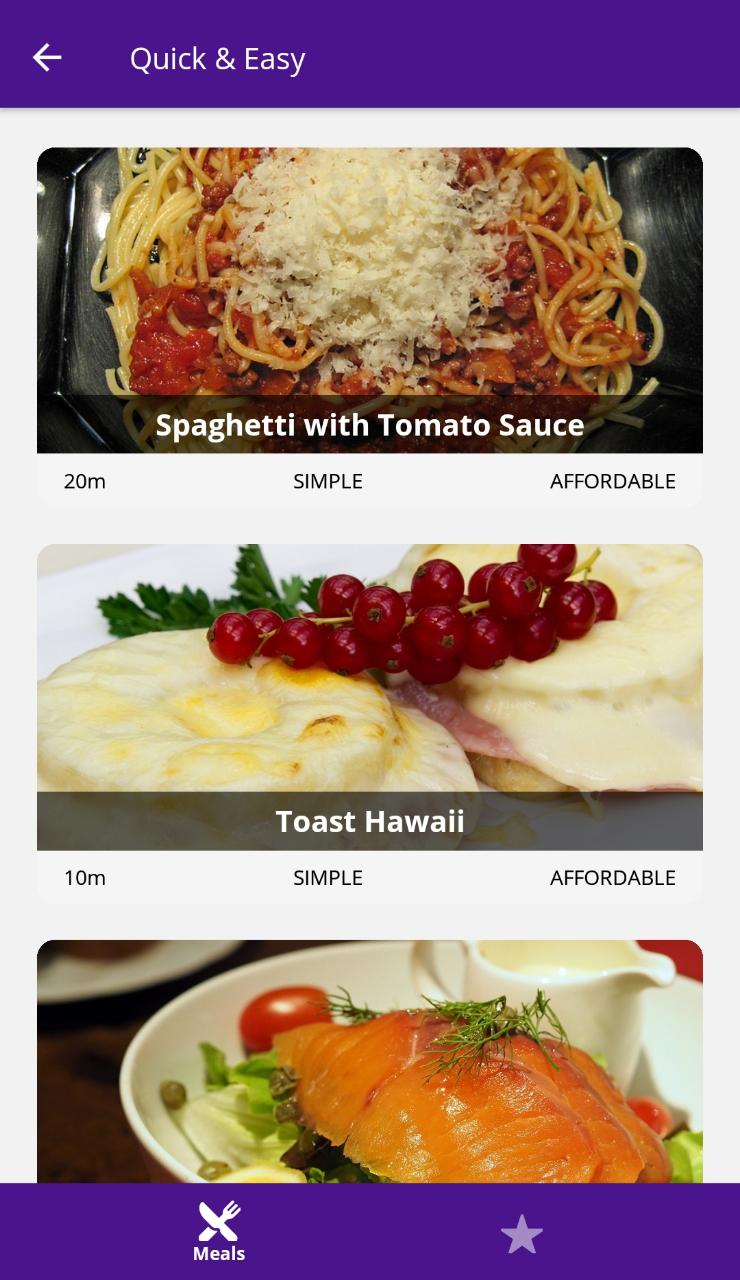 Quick & Easy
Spaghetti with Tomato Sauce
20m SIMPLE AFFORDABLE
Toast Hawaii
10m SIMPLE AFFORDABLE
Meals